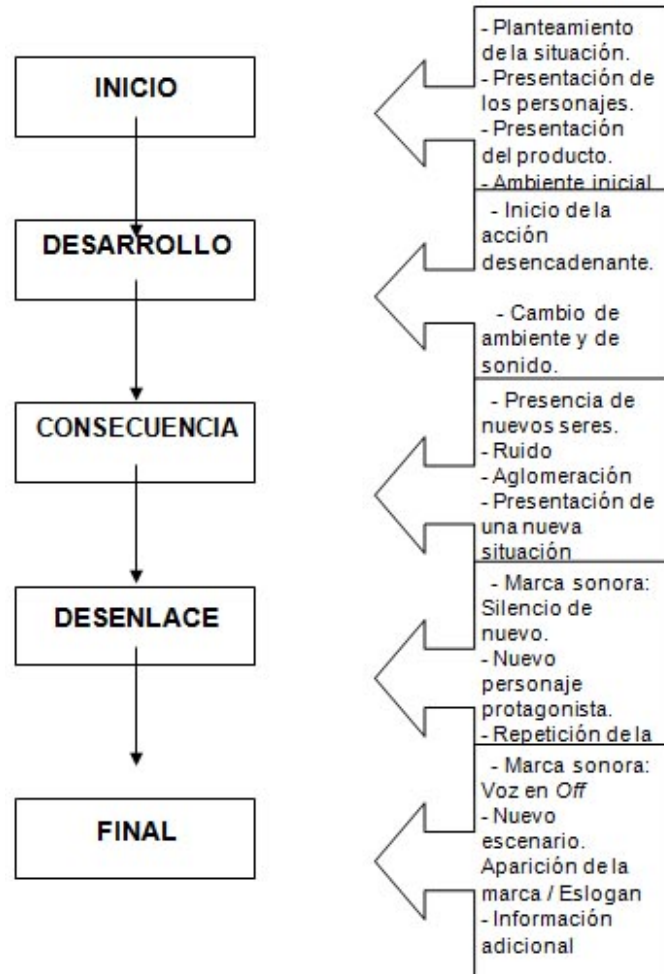 INICIO
- Planteamiento
de la situación.
- Presentación de
los personajes.
- Presentación
del producto.
- Ambiente inicial
DESARROLLO
- Inicio de la
acción
desencadenante.
- Cambio de
ambiente y de
sonido.
CONSECUENCIA
- Presencia de
nuevos seres.
- Ruido
- Aglomeración
- Presentación de
una nueva
situación
DESENLACE
- Marca sonora:
Silencio de
nuevo.
- Nuevo
personaje
protagonista.
- Repetición de la
FINAL
- Marca sonora:
Voz en Off
- Nuevo
escenario.
Aparición de la
marca / Eslogan
- Información
adicional